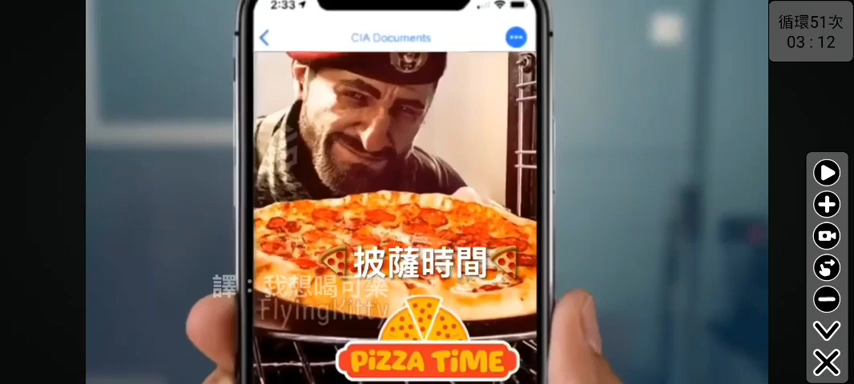 2:33
循環51次
03 : 12
CIA Documents
披薩時間
譯：我想喝可樂
FlyingKitty
PIZZA TIME